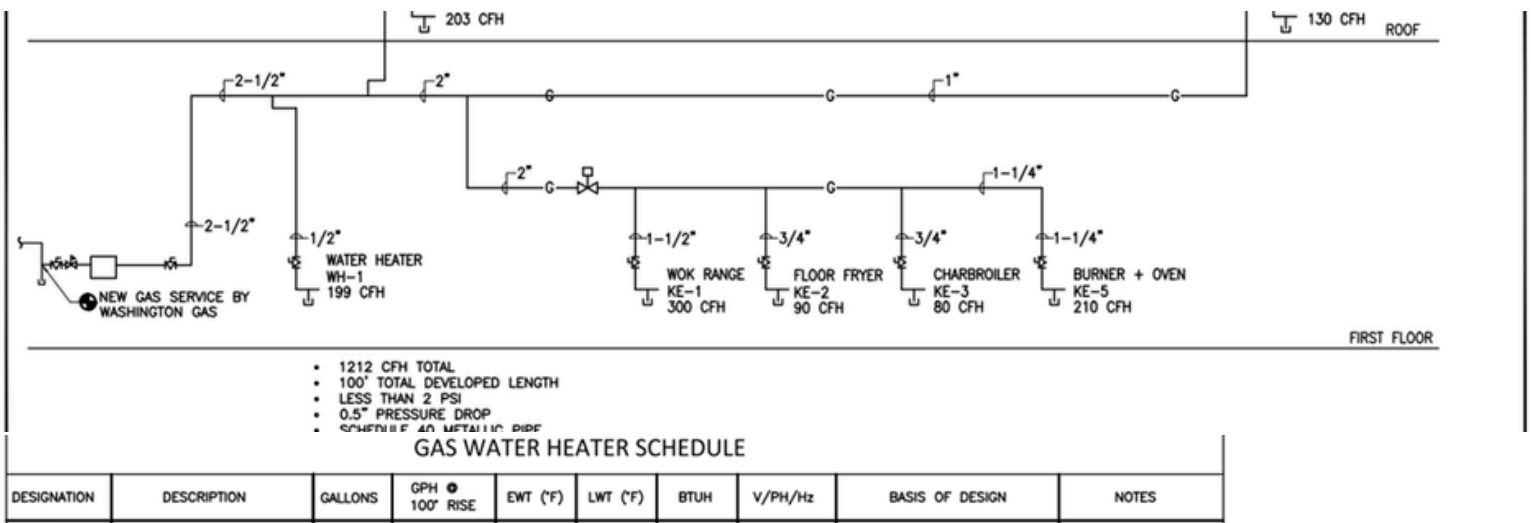 203 CFH
130 CFH
ROOF
2-1/2"
2"
G
G
1"
G
2"
G
G
1-1/4"
2-1/2"
1/2"
1-1/2"
3/4"
3/4"
1-1/4"
WATER HEATER
WH-1
199 CFH
WOK RANGE
KE-1
300 CFH
FLOOR FRYER
KE-2
90 CFH
CHARBROILER
KE-3
80 CFH
BURNER + OVEN
KE-5
210 CFH
NEW GAS SERVICE BY
WASHINGTON GAS
FIRST FLOOR
• 1212 CFH TOTAL
• 100' TOTAL DEVELOPED LENGTH
• LESS THAN 2 PSI
• 0.5" PRESSURE DROP
• SCHEDULE 40 METALLIC PIPE
GAS WATER HEATER SCHEDULE
DESIGNATION
DESCRIPTION
GALLONS
GPH @
100° RISE
EWT (°F)
LWT (°F)
BTUH
V/PH/Hz
BASIS OF DESIGN
NOTES